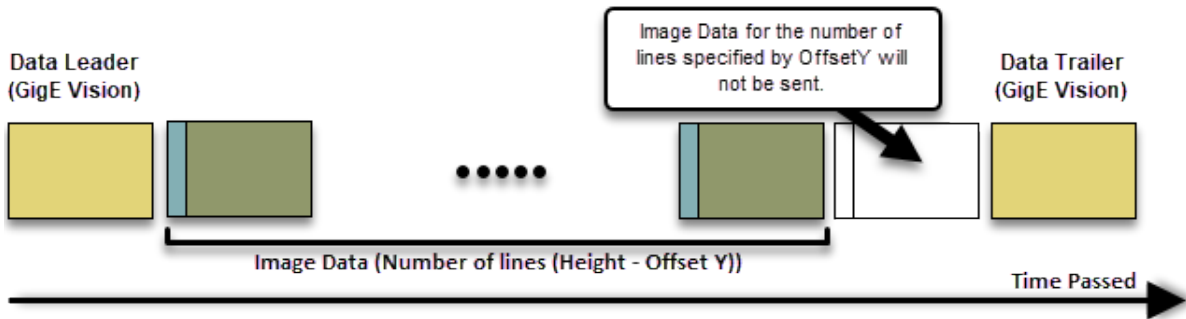 Image Data for the number of
lines specified by OffsetY will
not be sent.
Data Leader
(GigE Vision)
Data Trailer
(GigE Vision)
Image Data (Number of lines (Height - Offset Y))
Time Passed